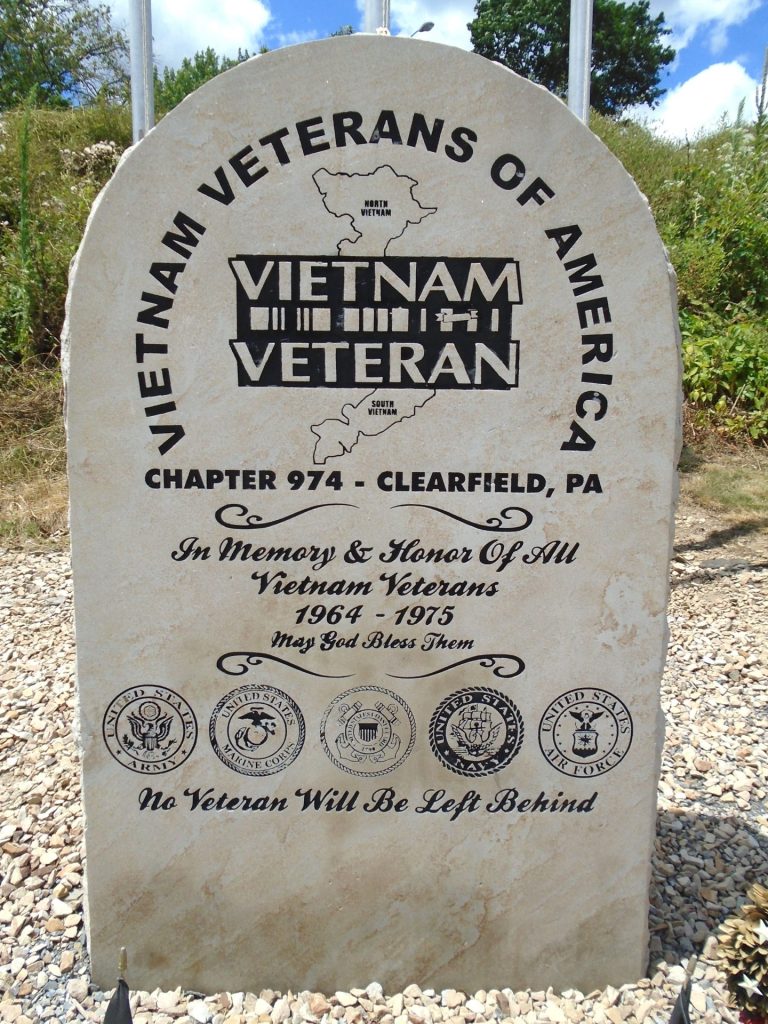 VIETNAM VETERANS OF AMERICA
NORTH
VIETNAM
VIETNAM
VETERAN
SOUTH
VIETNAM
CHAPTER 974 - CLEARFIELD, PA
In Memory & Honor Of All
Vietnam Veterans
1964 - 1975
May God Bless Them
UNITED STATES ARMY
UNITED STATES MARINE CORPS
1790
UNITED STATES NAVY
UNITED STATES AIR FORCE
No Veteran Will Be Left Behind